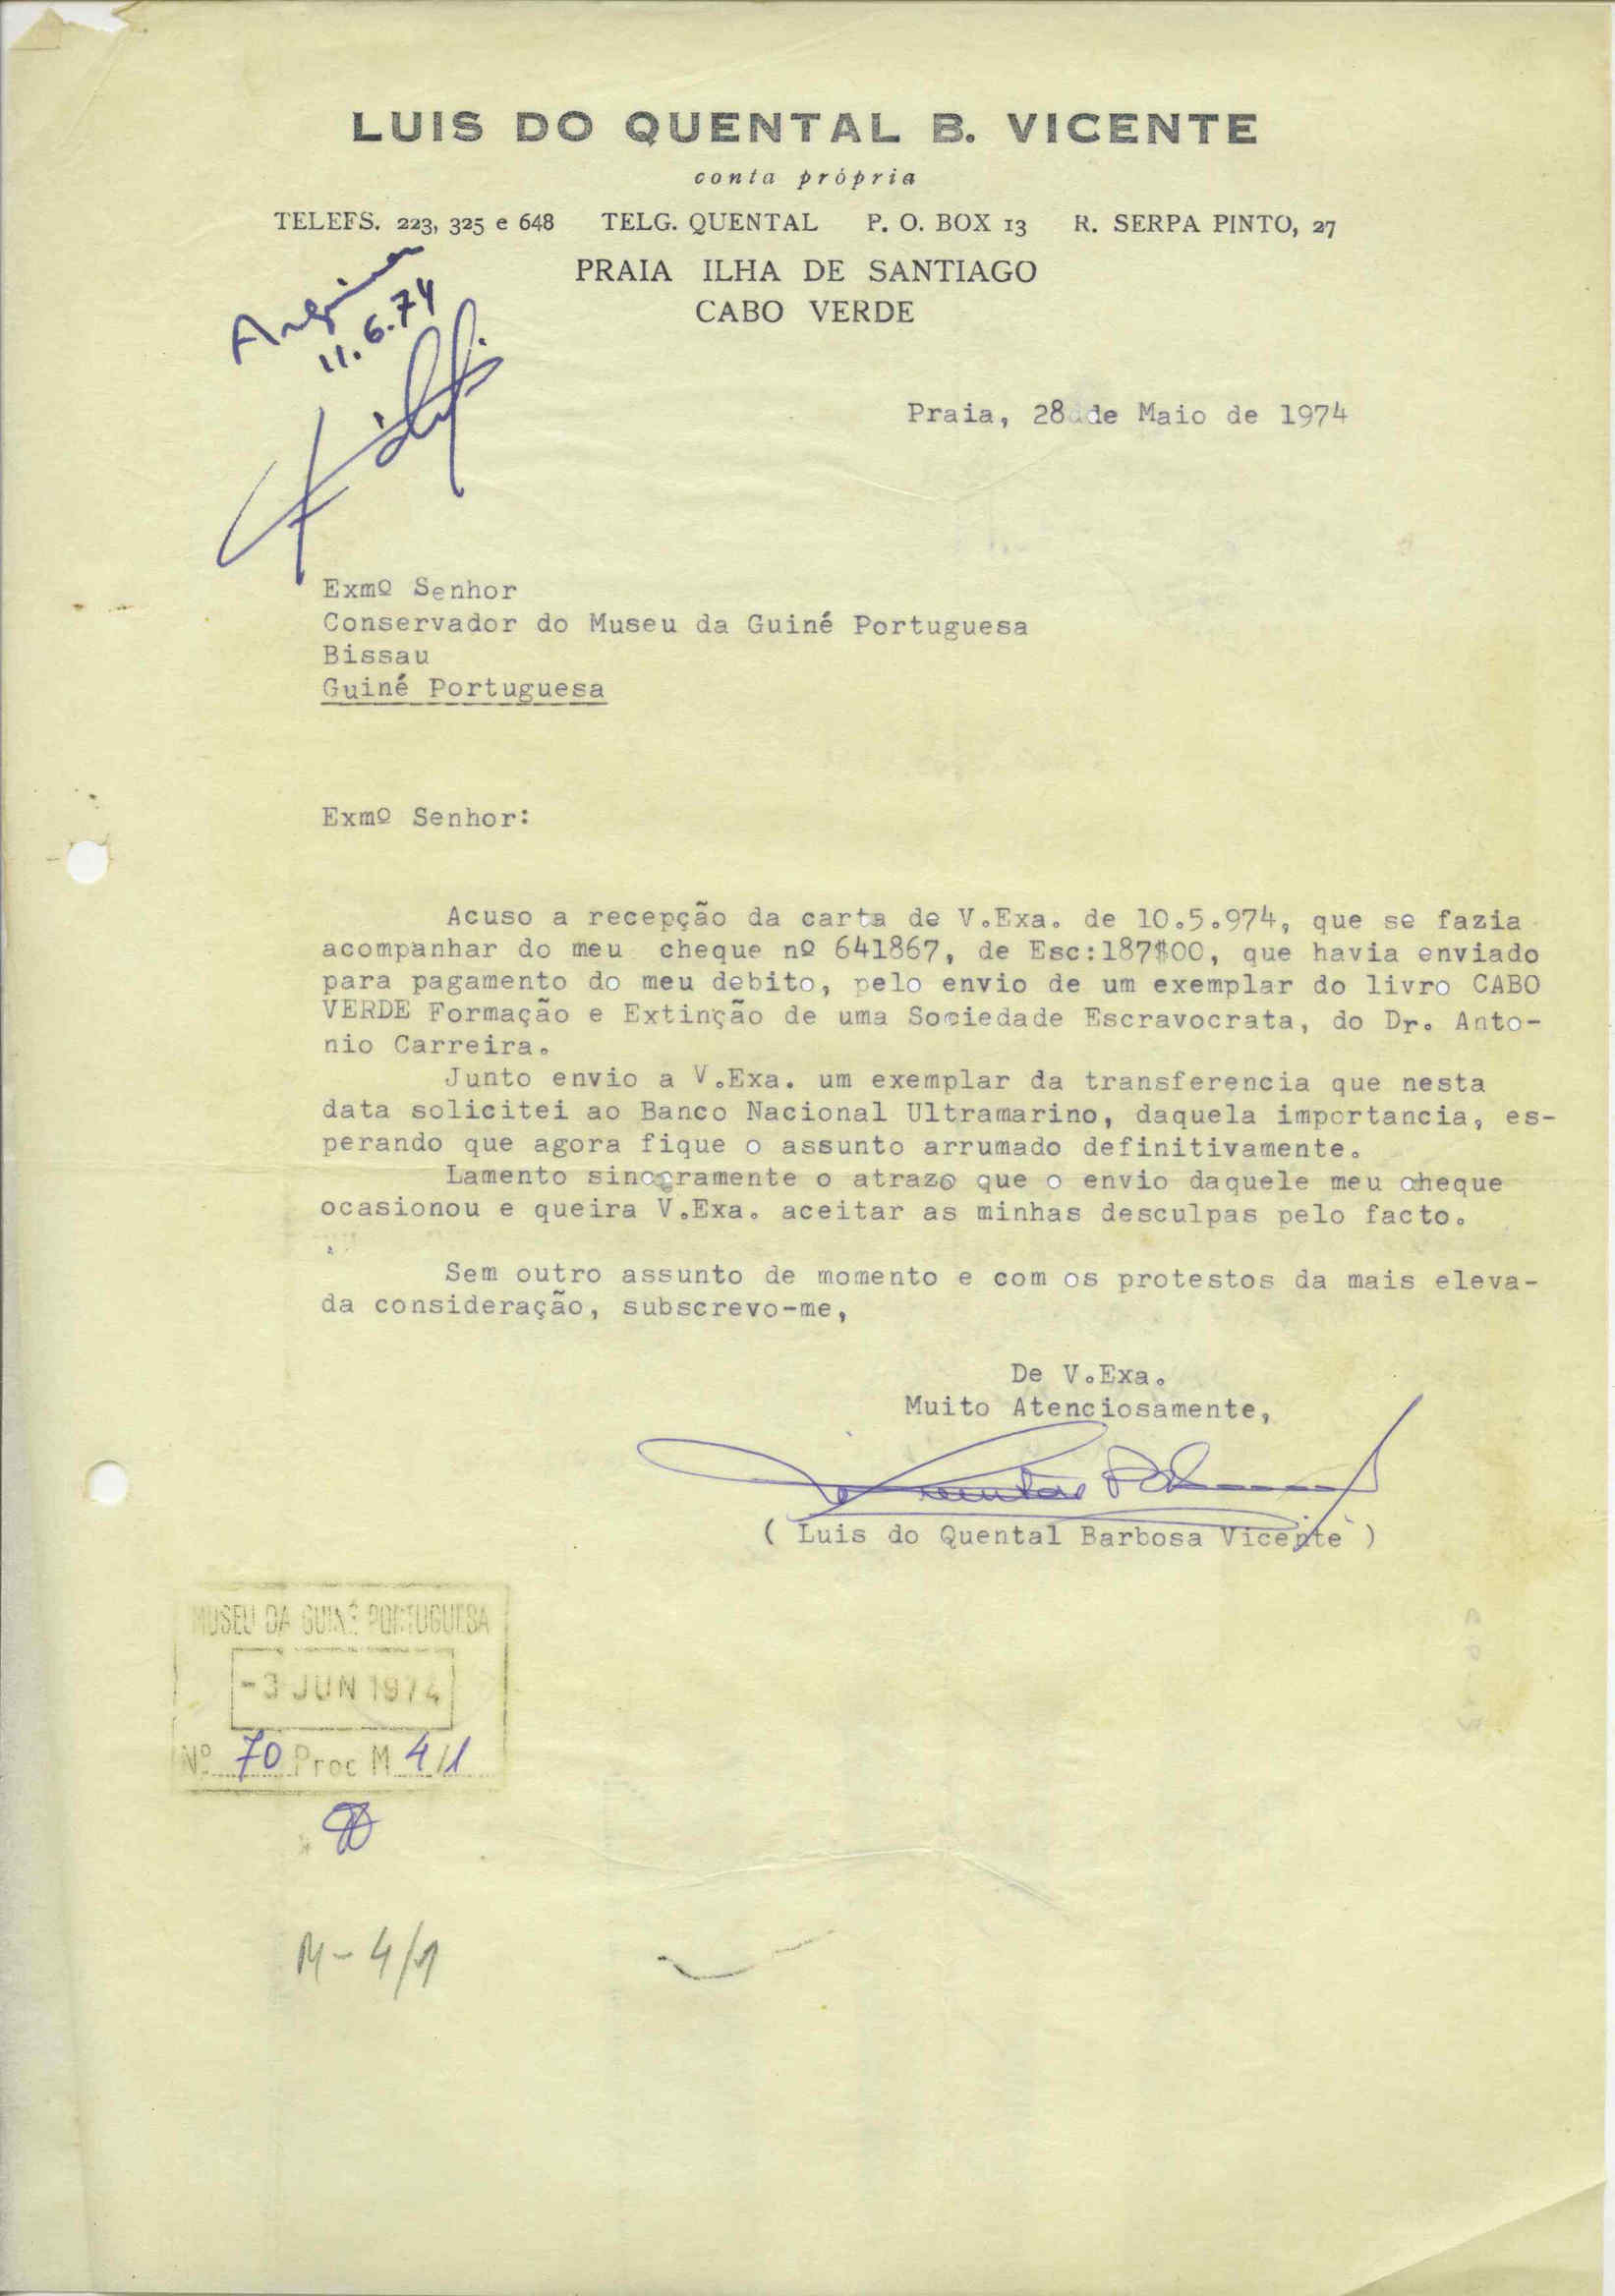 LUIS DO QUENTAL B. VICENTE
conta própria
TELEFS. 223, 325 e 648 TELG. QUENTAL P. O. BOX 13 R. SERPA PINTO, 27
PRAIA ILHA DE SANTIAGO
CABO VERDE
11.6.74
Praia, 28 de Maio de 1974
Exmº Senhor
Conservador do Museu da Guiné Portuguesa
Bissau
Guiné Portuguesa
Exmº Senhor:
Acuso a recepção da carta de V.Exa. de 10.5.974, que se fazia
acompanhar do meu cheque nº 641867, de Esc:187$00, que havia enviado
para pagamento do meu debito, pelo envio de um exemplar do livro CABO
VERDE Formação e Extinção de uma Sociedade Escravocrata, do Dr. Anto-
nio Carreira.
Junto envio a V.Exa. um exemplar da transferencia que nesta
data solicitei ao Banco Nacional Ultramarino, daquela importancia, es-
perando que agora fique o assunto arrumado definitivamente.
Lamento sinceramente o atrazo que o envio daquele meu cheque
ocasionou e queira V.Exa. aceitar as minhas desculpas pelo facto.
Sem outro assunto de momento e com os protestos da mais eleva-
da consideração, subscrevo-me,
De V.Exa.
Muito Atenciosamente,
( Luis do Quental Barbosa Vicente )
MUSEU DA GUINÉ PORTUGUESA
-3 JUN 1974
Nº 70 Proc M 4/1
M-4/1